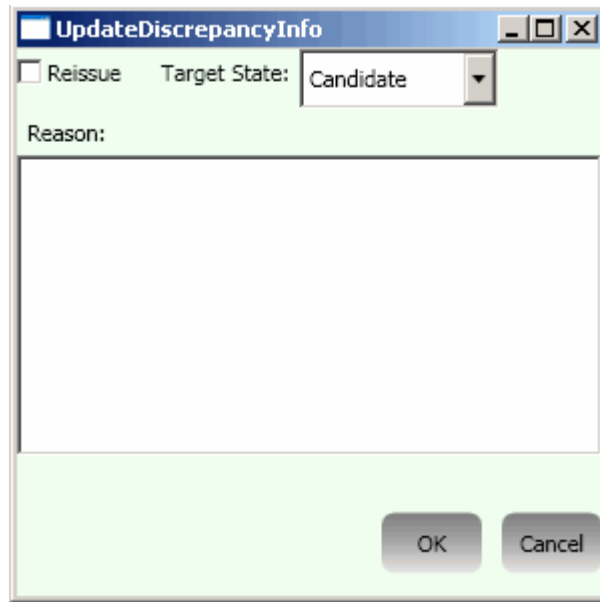 UpdateDiscrepancyInfo
Reissue Target State: Candidate
Reason:
OK Cancel